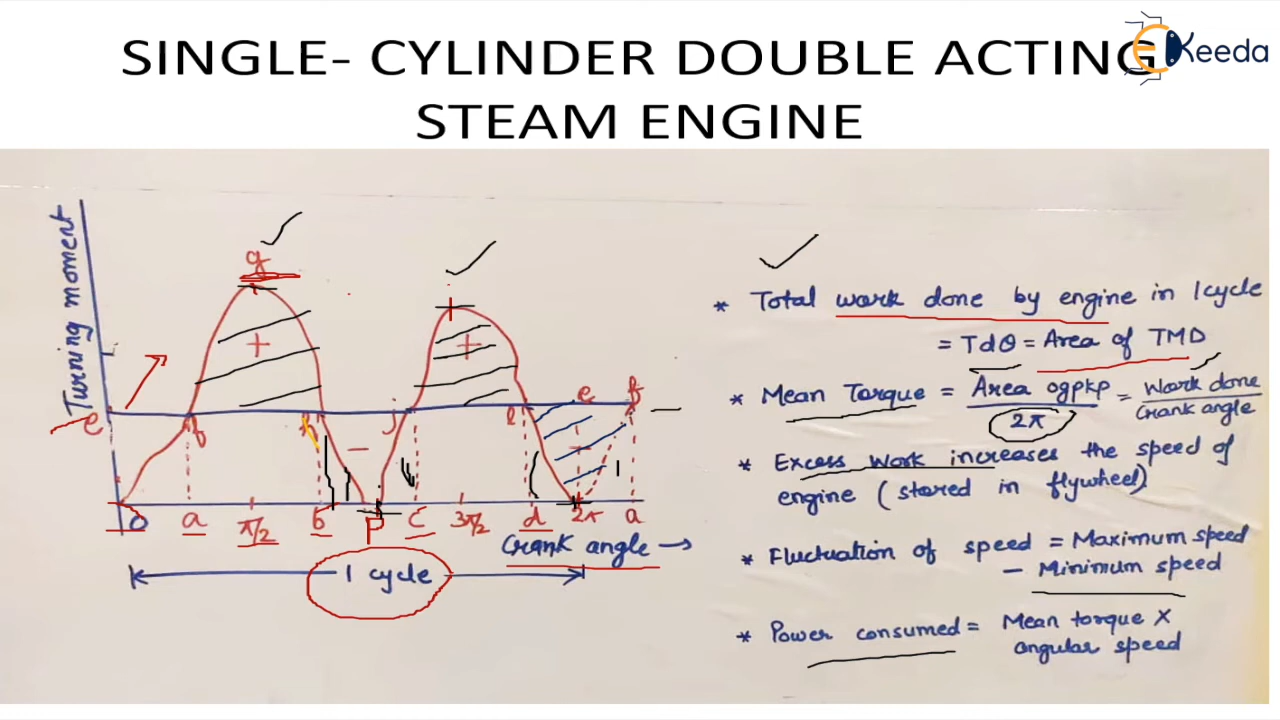 SINGLE- CYLINDER DOUBLE ACTING
STEAM ENGINE
Keeda
Turning moment
g
+
+
e
f
h
j
l
e
f
-
-
O
a
π/2
b
P
c
3π/2
d
2π
a
Crank angle →
1 cycle
* Total work done by engine in 1 cycle
= Tdθ = Area of TMD
* Mean Torque = Area ogpkp / 2π = Work done / Crank angle
* Excess work increases the speed of
engine (stored in flywheel).
* Fluctuation of speed = Maximum speed
- Minimum speed
* Power consumed = Mean torque X
angular speed